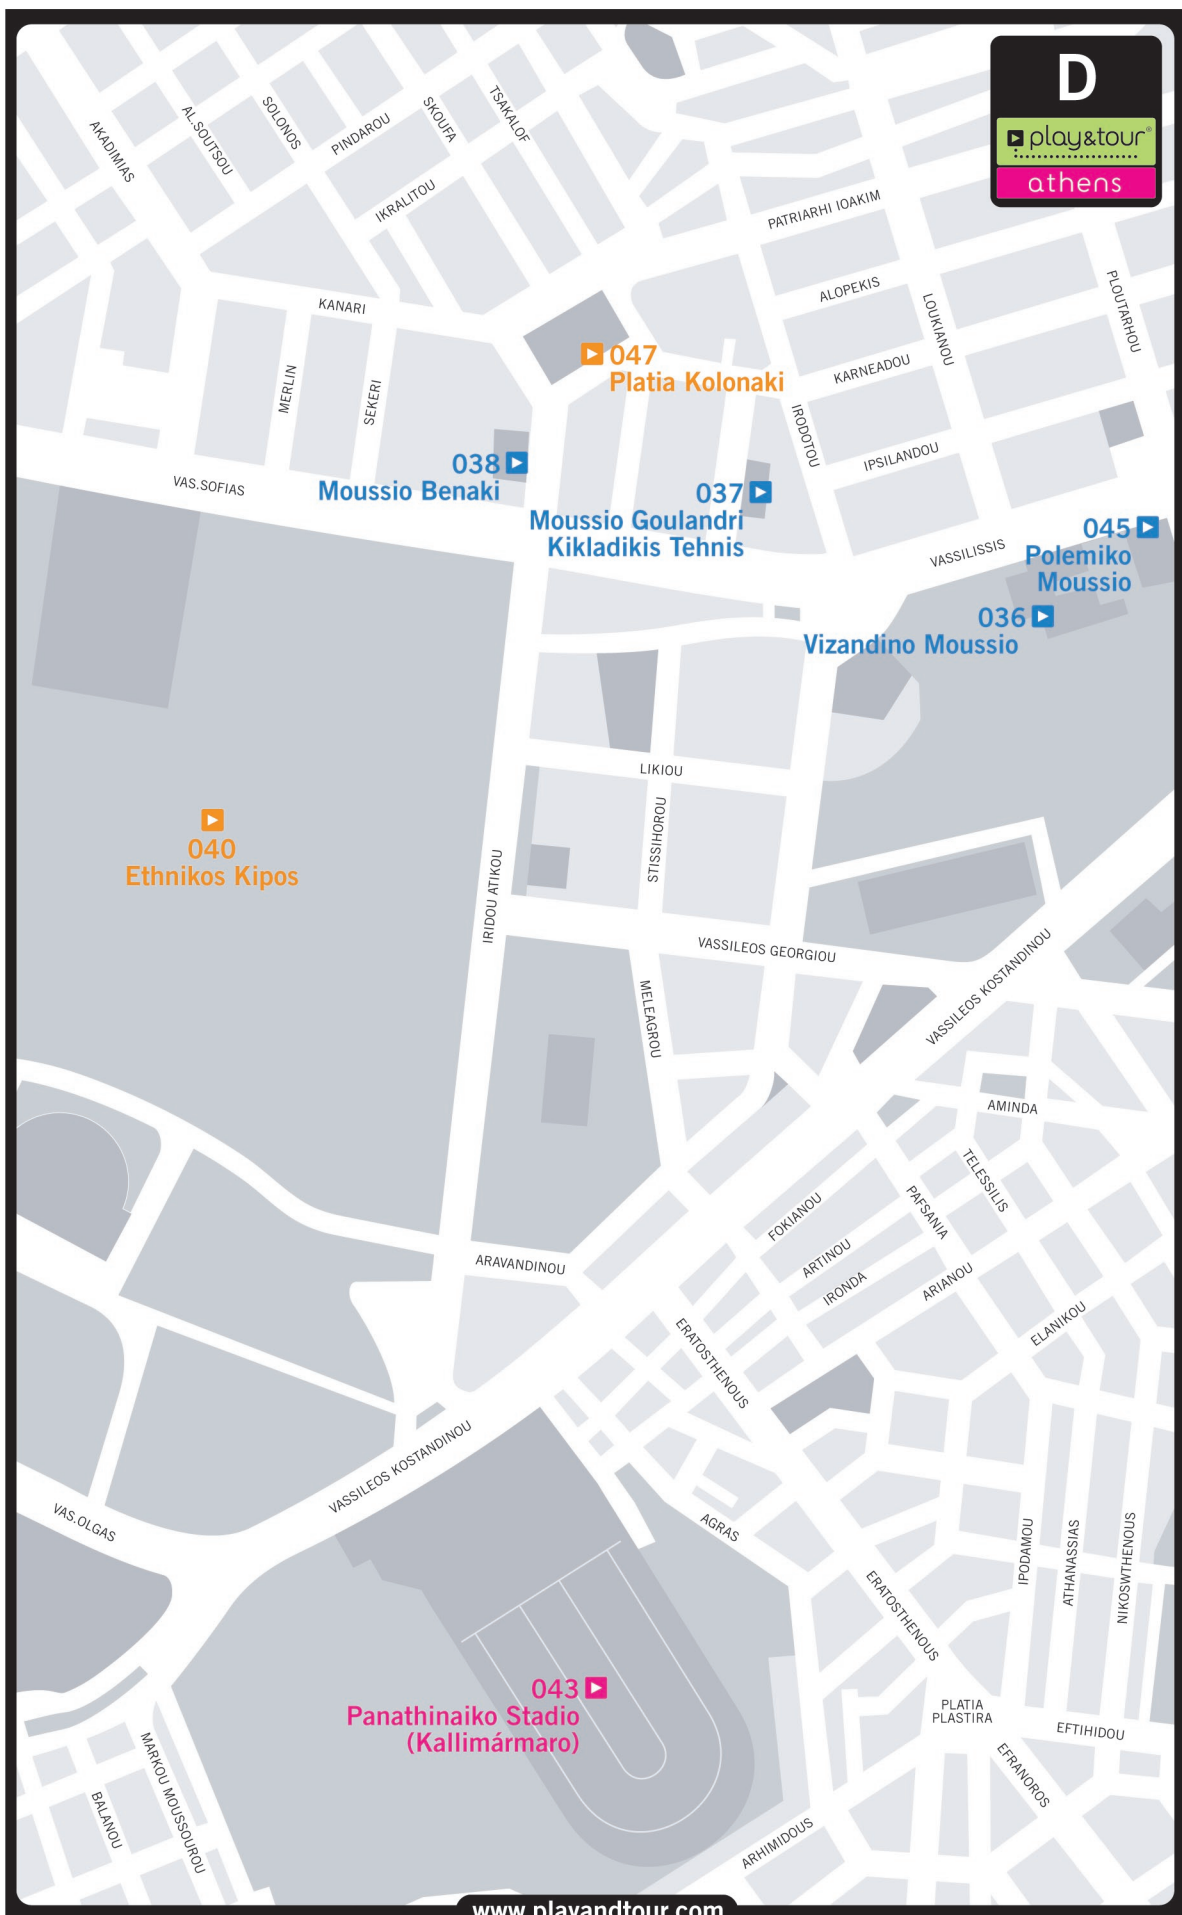 D
play&tour®
athens
AKADIMIAS
AL.SOUTSOU
SOLONOS
PINDAROU
SKOUFA
TSAKALOF
IKRALITOU
PATRIARHI IOAKIM
ALOPEKIS
LOUKIANOU
PLOUTARHOU
KANARI
MERLIN
SEKERI
KARNEADOU
IRODOTOU
IPSILANDOU
047
Platia Kolonaki
038
Moussio Benaki
VAS.SOFIAS
037
Moussio Goulandri
Kikladikis Tehnis
VASSILISSIS
045
Polemiko
Moussio
036
Vizandino Moussio
LIKIOU
STISSIHOROU
IRIDOU ATIKOU
040
Ethnikos Kipos
VASSILEOS GEORGIOU
MELEAGROU
VASSILEOS KOSTANDINOU
AMINDA
TELESSILIS
PAFSANIA
FOKIANOU
ARTINOU
IRONDA
ARIANOU
ELANIKOU
ARAVANDINOU
ERATOSTHENOUS
VASSILEOS KOSTANDINOU
VAS.OLGAS
AGRAS
IPODAMOU
ATHANASSIAS
NIKOSWTHENOUS
ERATOSTHENOUS
043
Panathinaiko Stadio
(Kallimármaro)
PLATIA
PLASTIRA
EFTIHIDOU
EFRANOROS
MARKOU MOUSSOUROU
BALANOU
ARHIMIDOUS
www.playandtour.com